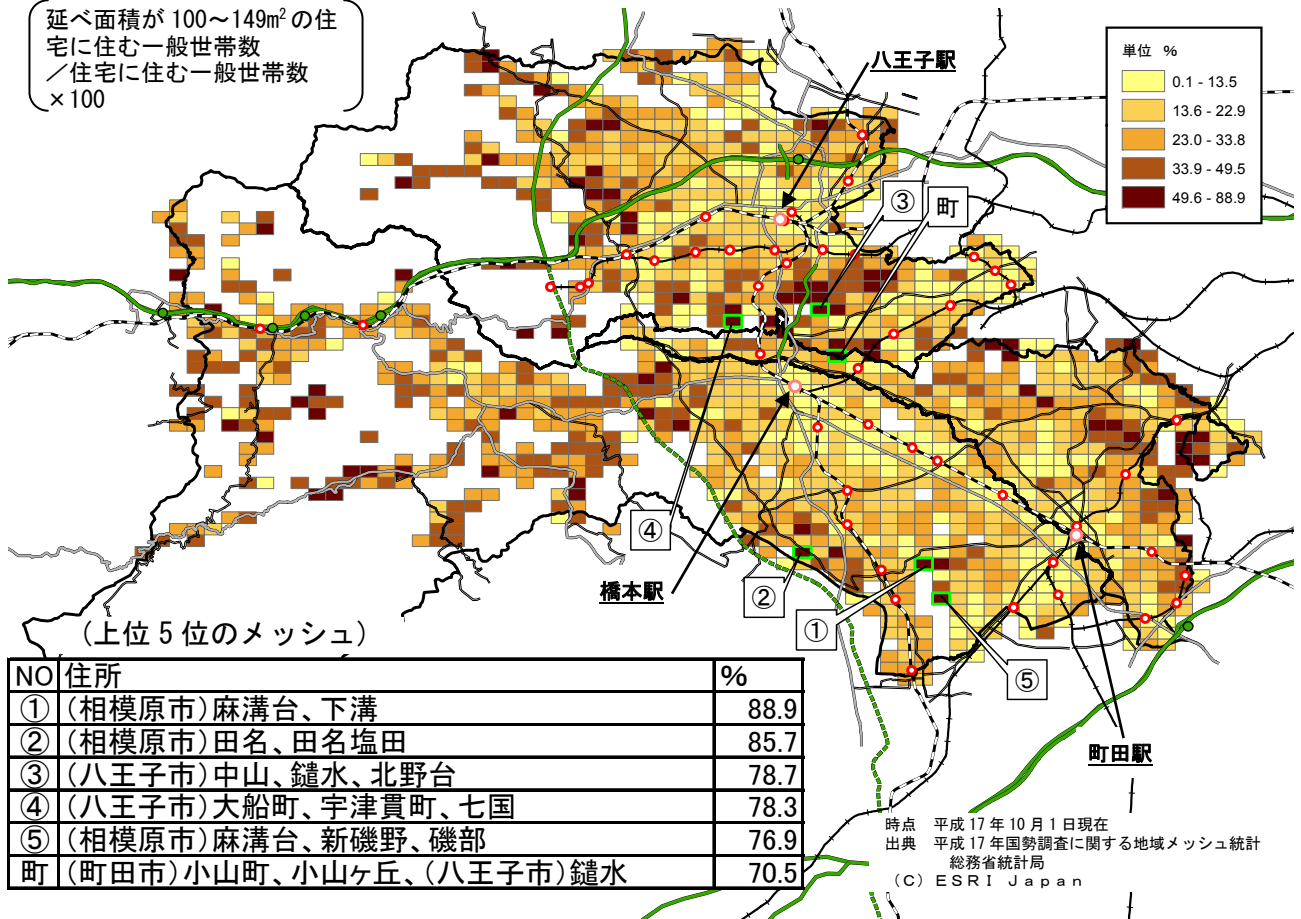 延べ面積が 100～149m²の住
宅に住む一般世帯数
／住宅に住む一般世帯数
×100
八王子駅
単位 %
0.1 - 13.5
13.6 - 22.9
23.0 - 33.8
33.9 - 49.5
49.6 - 88.9
③
町
④
橋本駅
②
①
⑤
町田駅
(上位 5 位のメッシュ)
NO 住所 %
① (相模原市)麻溝台、下溝 88.9
② (相模原市)田名、田名塩田 85.7
③ (八王子市)中山、鑓水、北野台 78.7
④ (八王子市)大船町、宇津貫町、七国 78.3
⑤ (相模原市)麻溝台、新磯野、磯部 76.9
町 (町田市)小山町、小山ヶ丘、(八王子市)鑓水 70.5
時点 平成 17 年 10 月 1 日現在
出典 平成 17 年国勢調査に関する地域メッシュ統計
総務省統計局
(C) ESRI Japan